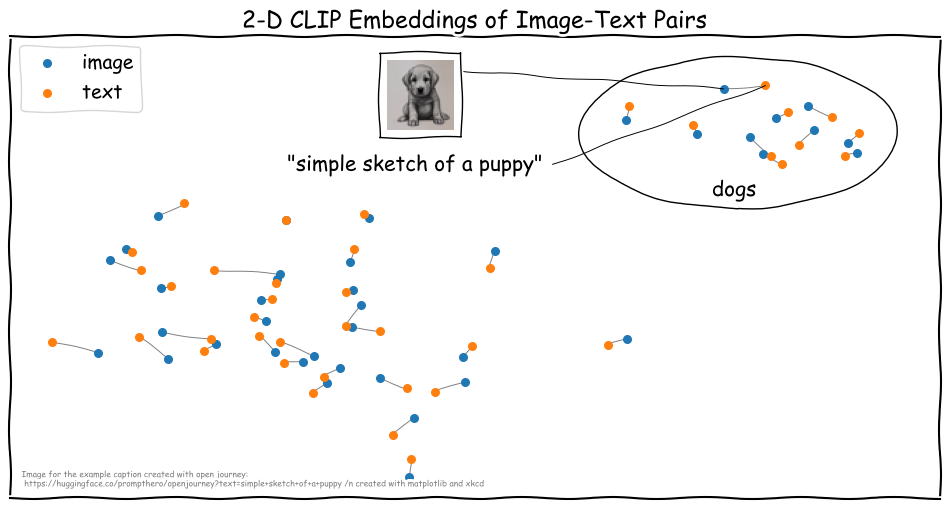 2-D CLIP Embeddings of Image-Text Pairs
image
text
"simple sketch of a puppy"
dogs
Image for the example caption created with open journey:
https://huggingface.co/prompthero/openjourney?text=simple+sketch+of+a+puppy /n created with matplotlib and xkcd